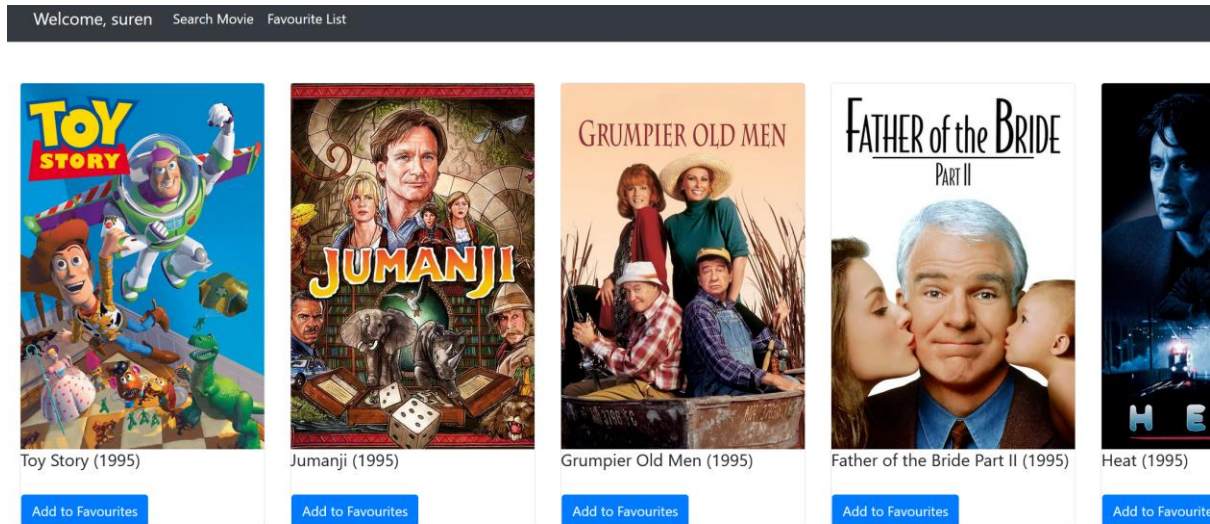 Welcome, suren Search Movie Favourite List
TOY
STORY
JUMANJI
GRUMPIER OLD MEN
FATHER of the BRIDE
PART II
H E
Toy Story (1995)
Jumanji (1995)
Grumpier Old Men (1995)
Father of the Bride Part II (1995)
Heat (1995)
Add to Favourites
Add to Favourites
Add to Favourites
Add to Favourites
Add to Favourite